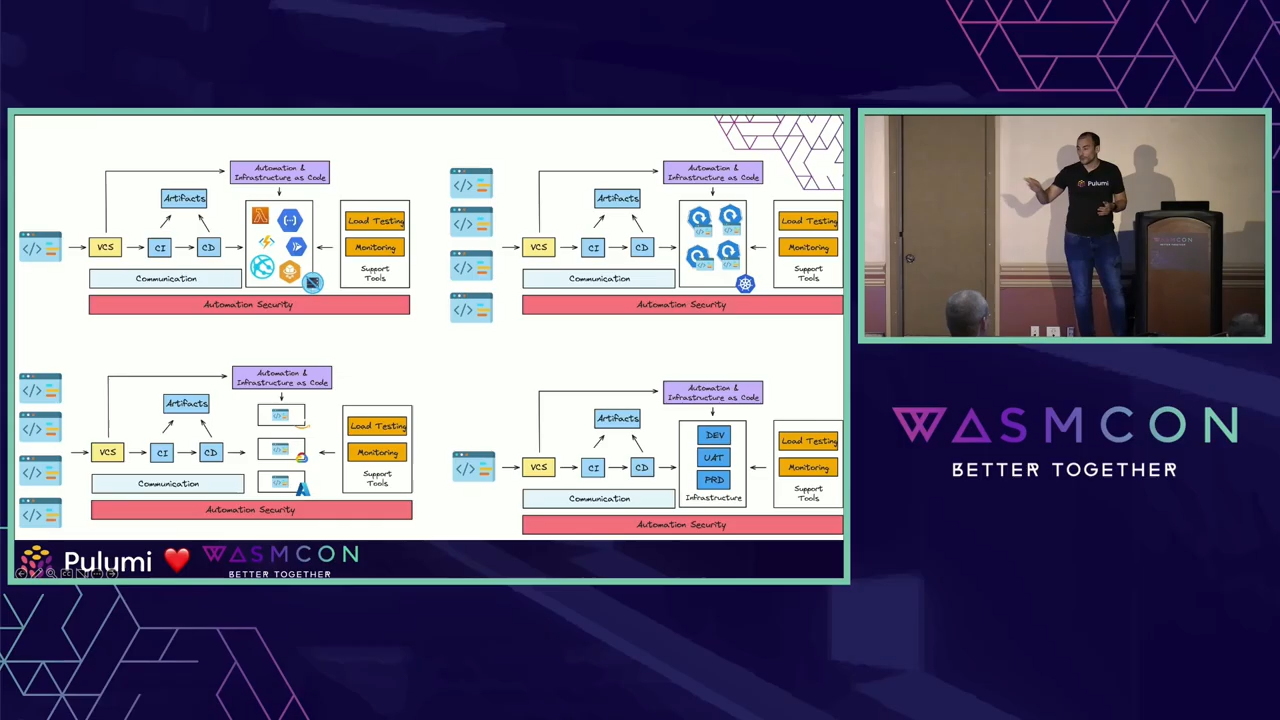 Automation &
Infrastructure as Code
Artifacts
VCS
CI
CD
Load Testing
Monitoring
Support
Tools
Communication
Automation Security
Automation &
Infrastructure as Code
Artifacts
VCS
CI
CD
Load Testing
Monitoring
Support
Tools
Communication
Automation Security
Automation &
Infrastructure as Code
Artifacts
VCS
CI
CD
Load Testing
Monitoring
Support
Tools
Communication
Automation Security
Automation &
Infrastructure as Code
Artifacts
VCS
CI
CD
DEV
UAT
PRD
Infrastructure
Load Testing
Monitoring
Support
Tools
Communication
Automation Security
Pulumi
WASMCON
BETTER TOGETHER
Pulumi
WASMCON
WASMCON
BETTER TOGETHER